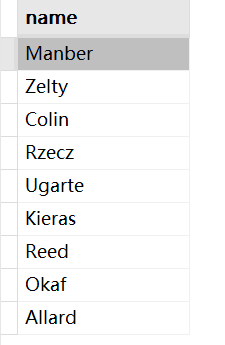 name
Manber
Zelty
Colin
Rzecz
Ugarte
Kieras
Reed
Okaf
Allard